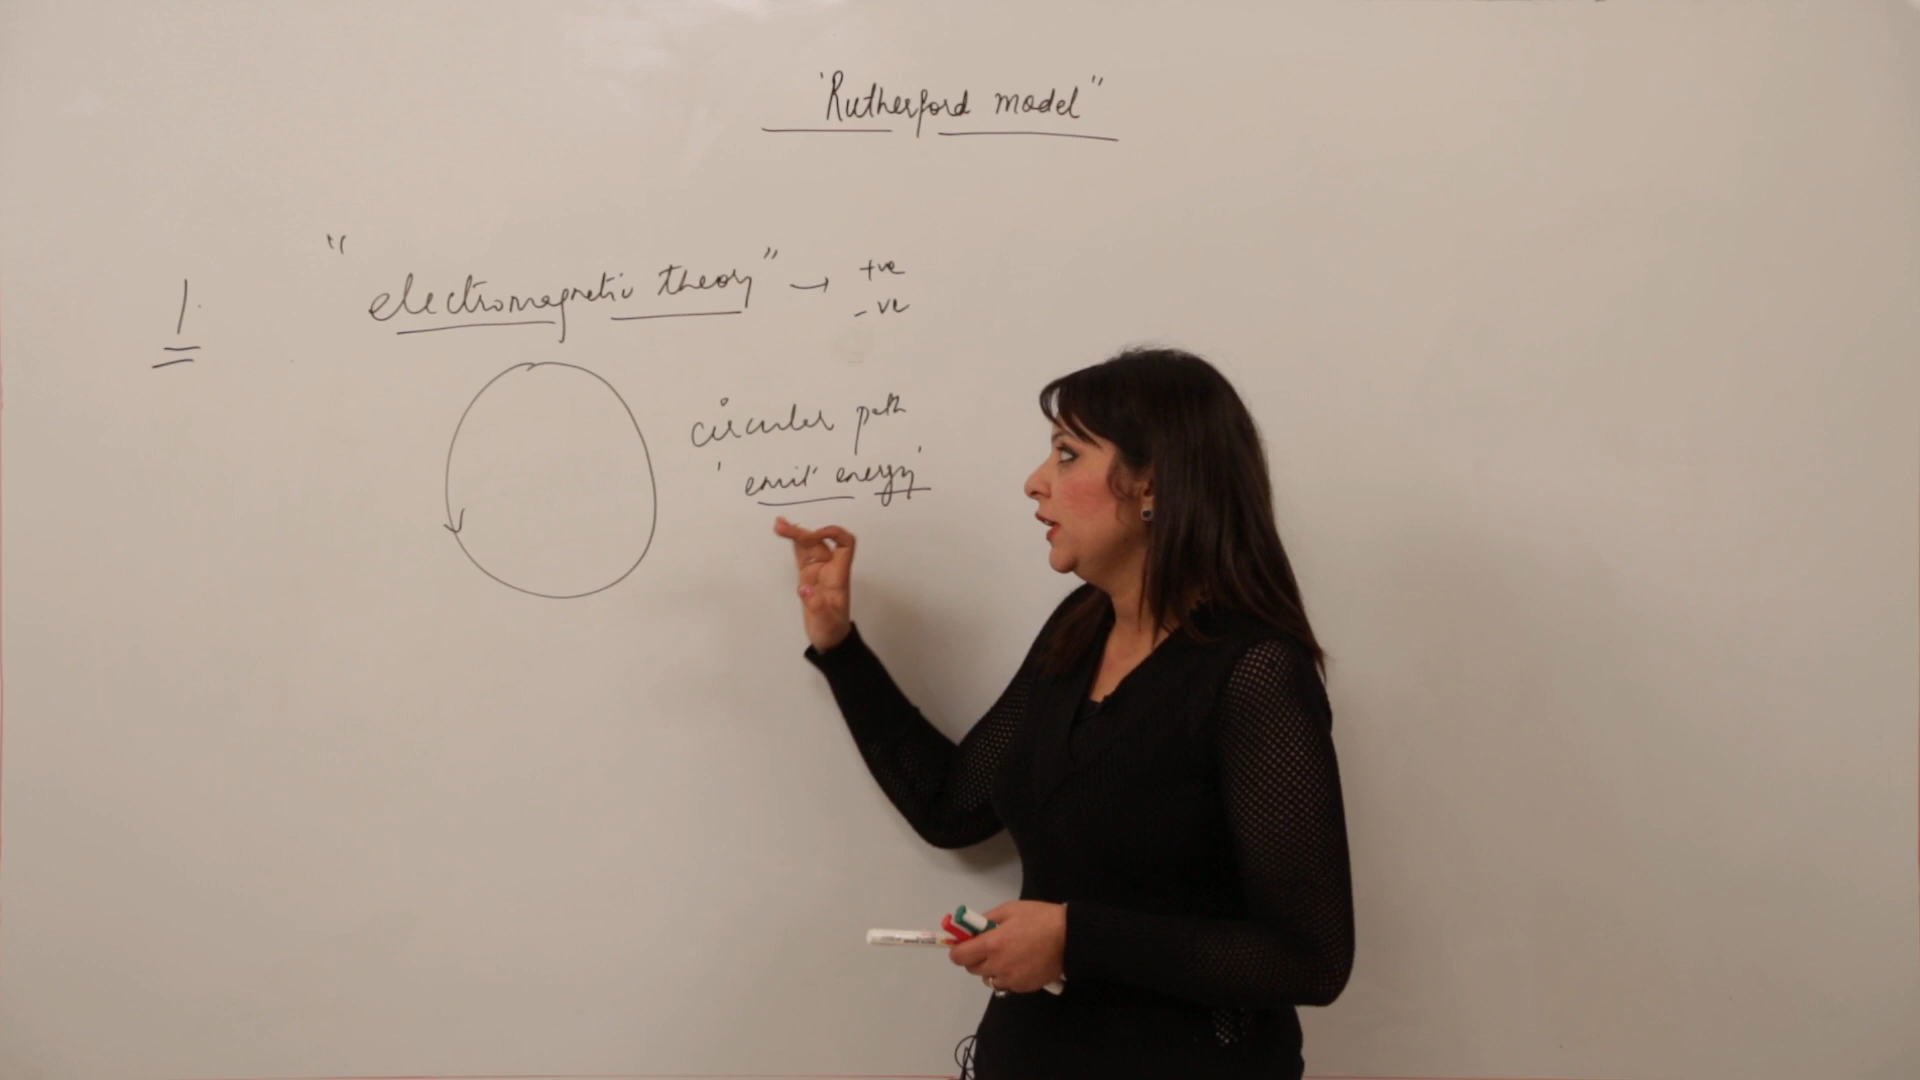 'Rutherford model"
1.
"electromagnetic theory" → +ve
-ve
circular path
'emit energy'